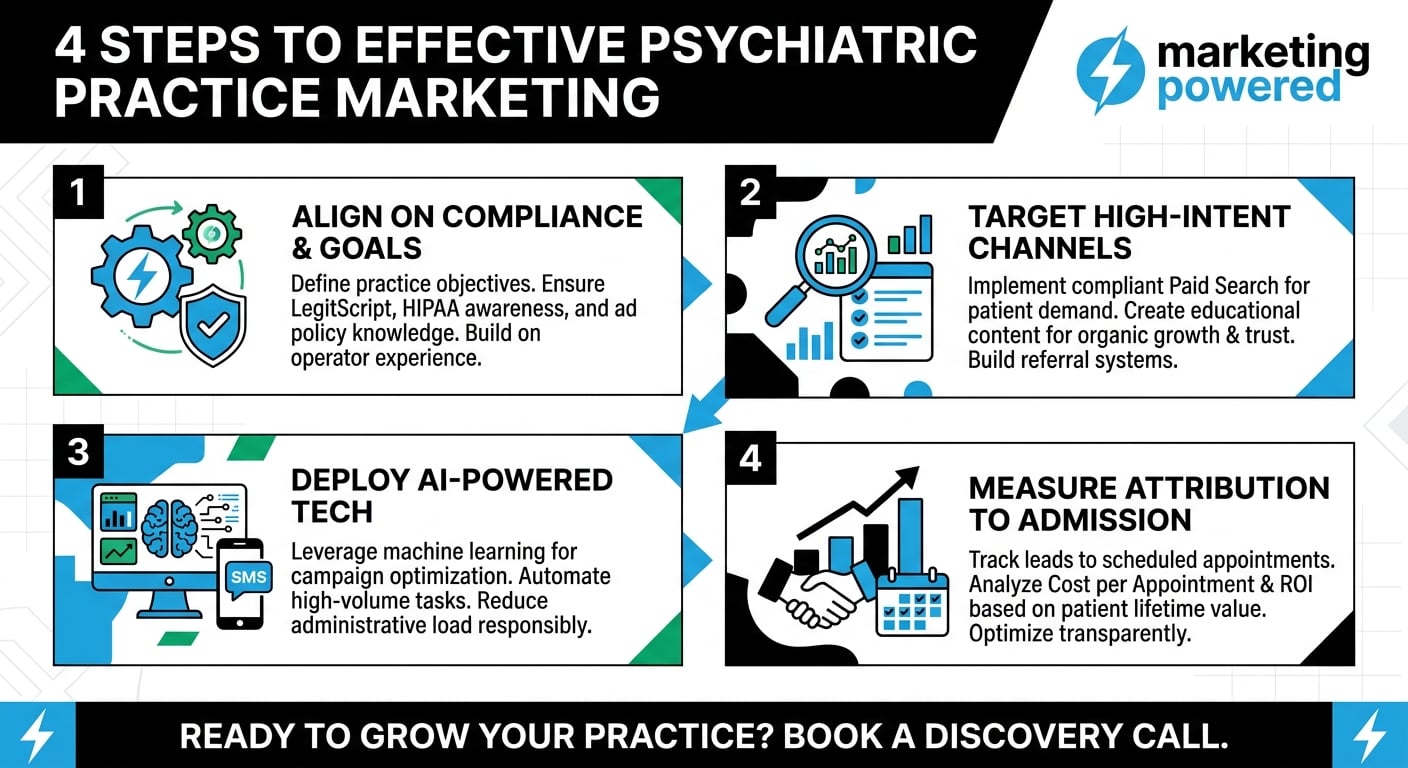 4 STEPS TO EFFECTIVE PSYCHIATRIC
PRACTICE MARKETING
marketing
powered
1
ALIGN ON COMPLIANCE
& GOALS
Define practice objectives. Ensure
LegitScript, HIPAA awareness, and ad
policy knowledge. Build on
operator experience.
2
TARGET HIGH-INTENT
CHANNELS
Implement compliant Paid Search for
patient demand. Create educational
content for organic growth & trust.
Build referral systems.
3
SMS
DEPLOY AI-POWERED
TECH
Leverage machine learning for
campaign optimization. Automate
high-volume tasks. Reduce
administrative load responsibly.
4
MEASURE ATTRIBUTION
TO ADMISSION
Track leads to scheduled appointments.
Analyze Cost per Appointment & ROI
based on patient lifetime value.
Optimize transparently.
READY TO GROW YOUR PRACTICE? BOOK A DISCOVERY CALL.